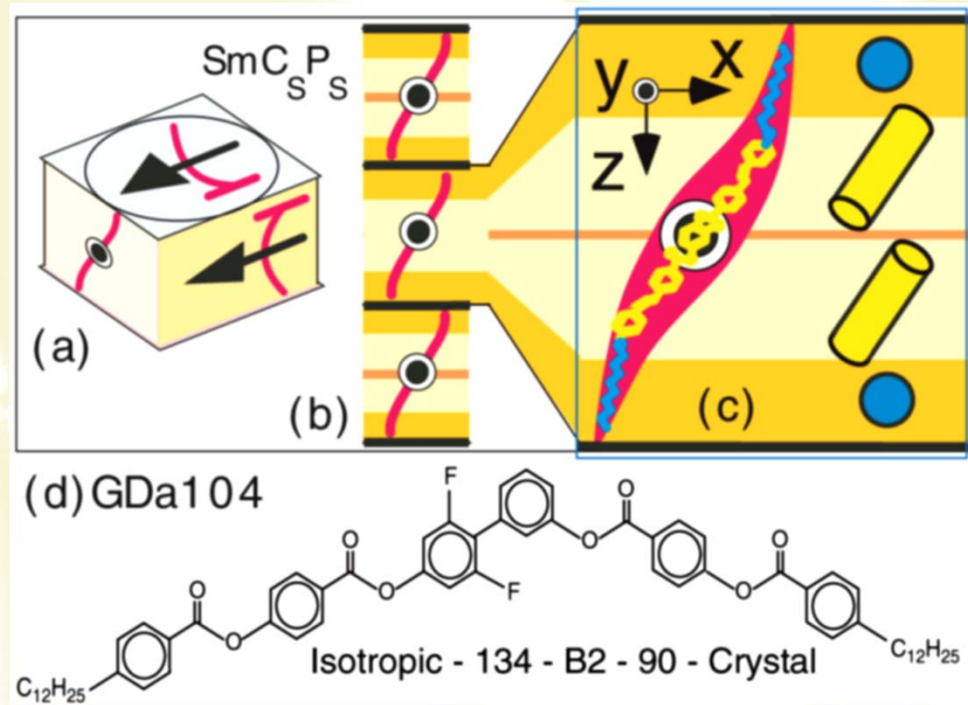 SmCSPS
y x
z
(a)
(b)
(c)
(d) GDa104
F
O
O
O
O
O
O
F
O
O
C12H25
Isotropic - 134 - B2 - 90 - Crystal
C12H25